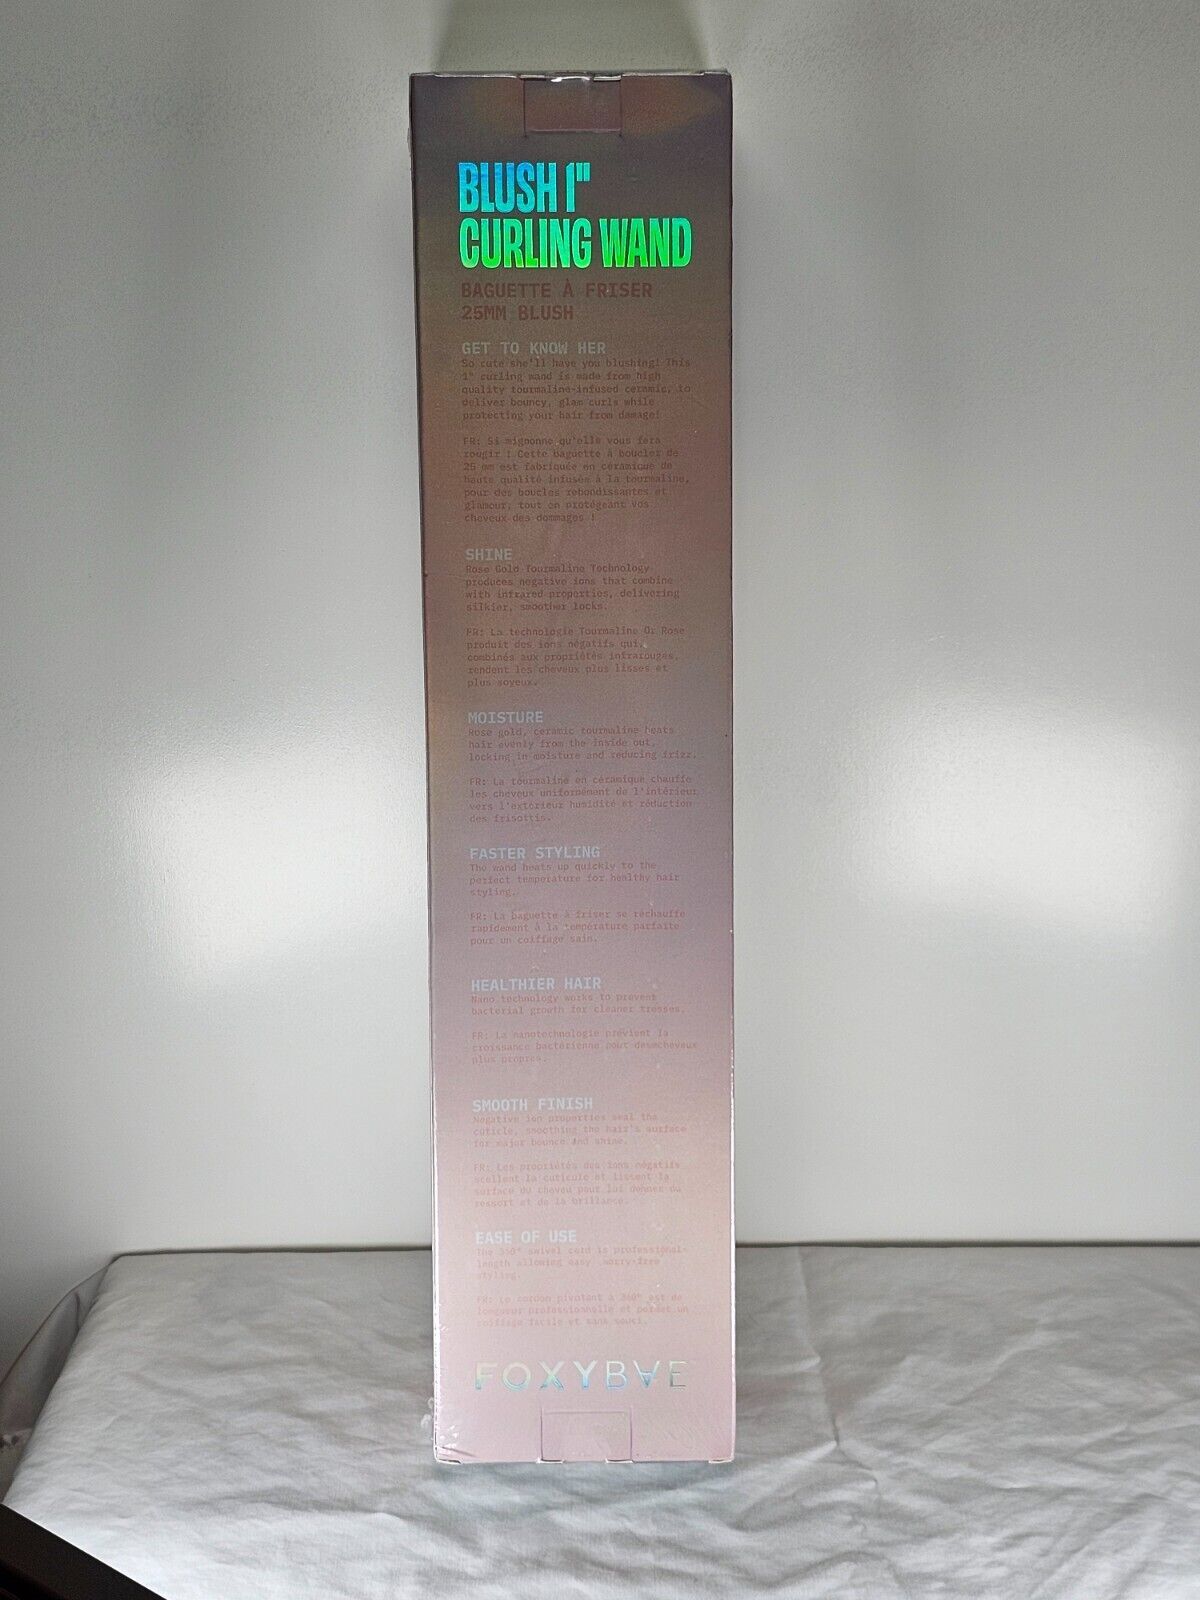 BLUSH 1"
CURLING WAND
BAGUETTE À FRISER
25MM BLUSH
GET TO KNOW HER
So cute she'll have you blushing! This
1" curling wand is made from high
quality tourmaline-infused ceramic, to
deliver bouncy, glam curls while
protecting your hair from damage!
FR: Si mignonne qu'elle vous fera
rougir ! Cette baguette à boucler de
25 mm est fabriquée en céramique de
haute qualité infusée à la tourmaline,
pour des boucles rebondissantes et
glamour, tout en protégeant vos
cheveux des dommages !
SHINE
Rose Gold Tourmaline Technology
produces negative ions that combine
with infrared properties, delivering
silkier, smoother locks.
FR: La technologie Tourmaline Or Rose
produit des ions négatifs qui,
combinés aux propriétés infrarouges,
rendent les cheveux plus lisses et
plus soyeux.
MOISTURE
Rose gold, ceramic tourmaline heats
hair evenly from the inside out,
locking in moisture and reducing frizz.
FR: La tourmaline en céramique chauffe
les cheveux uniformément de l'intérieur
vers l'extérieur humidité et réduction
des frisottis.
FASTER STYLING
The wand heats up quickly to the
perfect temperature for healthy hair
styling.
FR: La baguette à friser se réchauffe
rapidement à la température parfaite
pour un coiffage sain.
HEALTHIER HAIR
Nano technology works to prevent
bacterial growth for cleaner tresses.
FR: La nanotechnologie prévient la
croissance bactérienne pour descheveux
plus propres.
SMOOTH FINISH
Negative ion properties seal the
cuticle, smoothing the hair's surface
for major bounce and shine.
FR: Les propriétés des ions négatifs
scellent la cuticule et lissent la
surface du cheveu pour lui donner du
ressort et de la brillance.
EASE OF USE
The 360° swivel cord is professional-
length allowing easy worry-free
styling.
FR: Le cordon pivotant à 360° est de
longueur professionnelle et permet un
coiffage facile et sans souci.
FOXYBAE